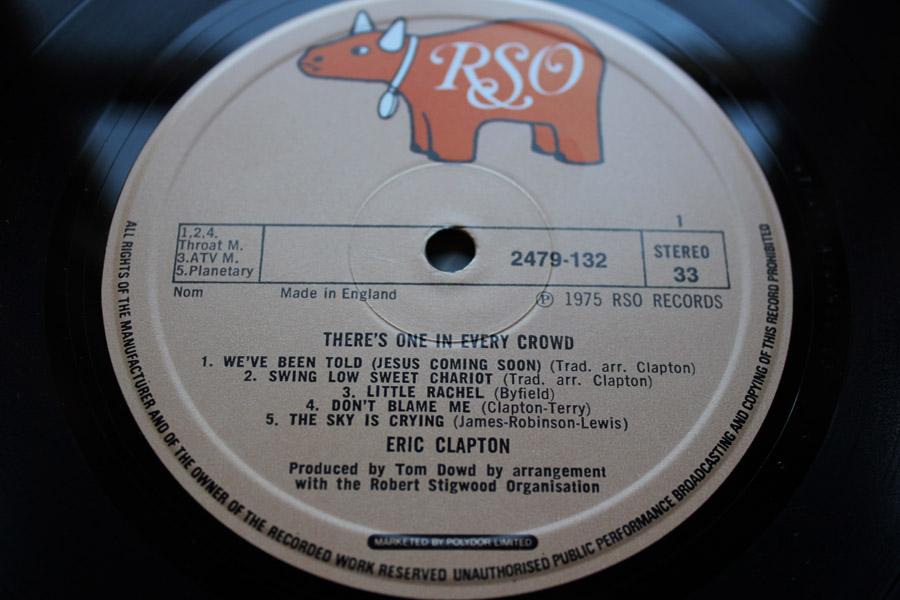 RSO
1
1,2,4.
Throat M.
3.ATV M.
5.Planetary
2479-132
STEREO
33
Nom
Made in England
Ⓟ 1975 RSO RECORDS
THERE'S ONE IN EVERY CROWD
1. WE'VE BEEN TOLD (JESUS COMING SOON) (Trad. arr. Clapton)
2. SWING LOW SWEET CHARIOT (Trad. arr. Clapton)
3. LITTLE RACHEL (Byfield)
4. DON'T BLAME ME (Clapton-Terry)
5. THE SKY IS CRYING (James-Robinson-Lewis)
ERIC CLAPTON
Produced by Tom Dowd by arrangement
with the Robert Stigwood Organisation
MARKETED BY POLYDOR LIMITED
ALL RIGHTS OF THE MANUFACTURER AND OF THE OWNER OF THE RECORDED WORK RESERVED UNAUTHORISED PUBLIC PERFORMANCE BROADCASTING AND COPYING OF THIS RECORD PROHIBITED